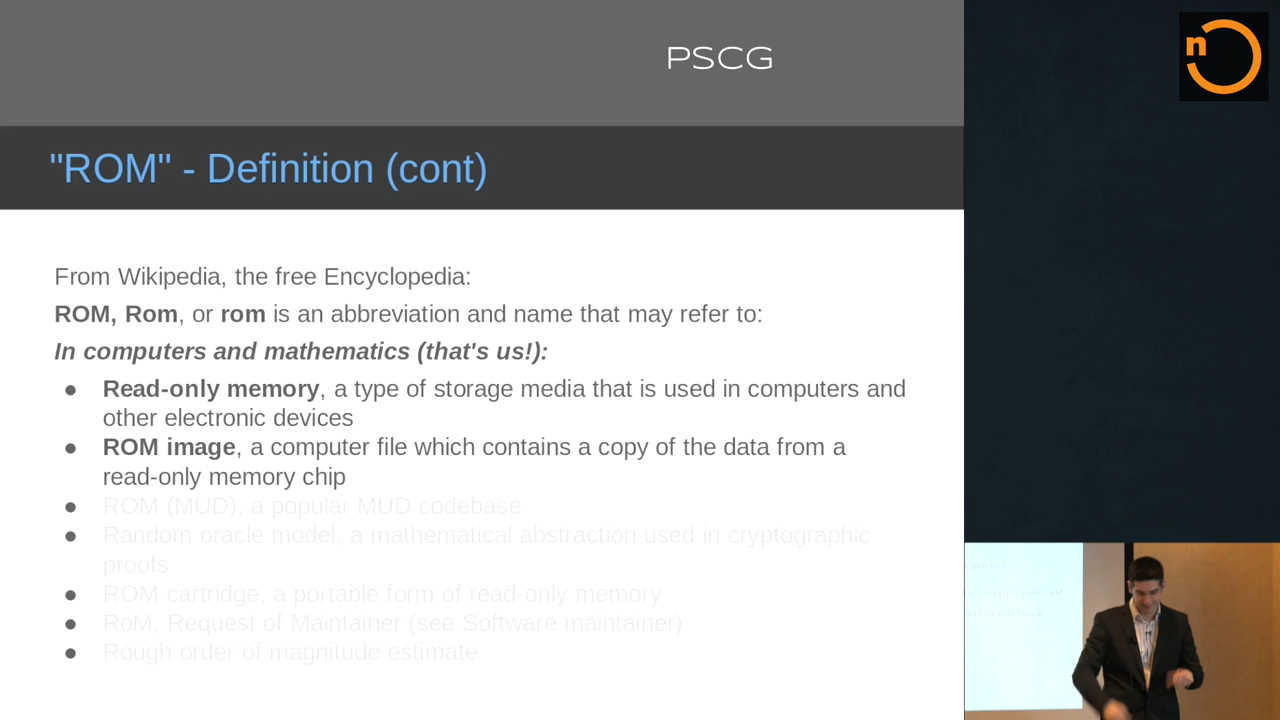 PSCG
n
"ROM" - Definition (cont)
From Wikipedia, the free Encyclopedia:
ROM, Rom, or rom is an abbreviation and name that may refer to:
In computers and mathematics (that's us!):
● Read-only memory, a type of storage media that is used in computers and
other electronic devices
● ROM image, a computer file which contains a copy of the data from a
read-only memory chip
● ROM (MUD), a popular MUD codebase
● Random oracle model, a mathematical abstraction used in cryptographic
proofs
● ROM cartridge, a portable form of read-only memory
● RoM, Request of Maintainer (see Software maintainer)
● Rough order of magnitude estimate